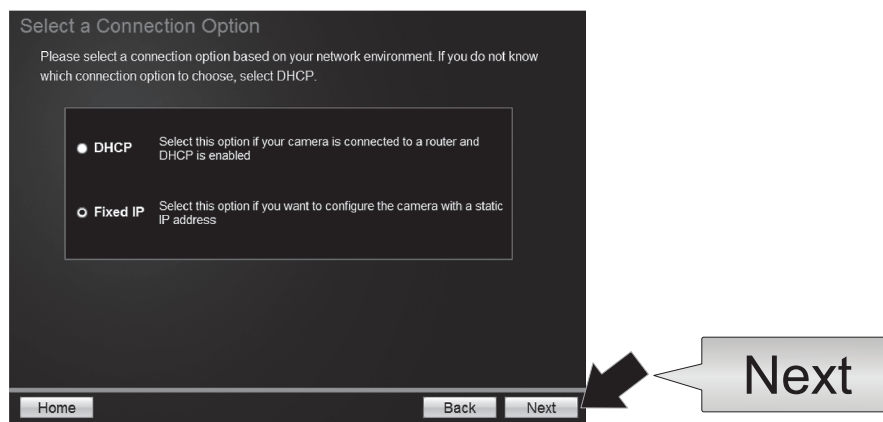 Select a Connection Option
Please select a connection option based on your network environment. If you do not know
which connection option to choose, select DHCP.
DHCP
Select this option if your camera is connected to a router and
DHCP is enabled
Fixed IP
Select this option if you want to configure the camera with a static
IP address
Home
Back
Next
Next